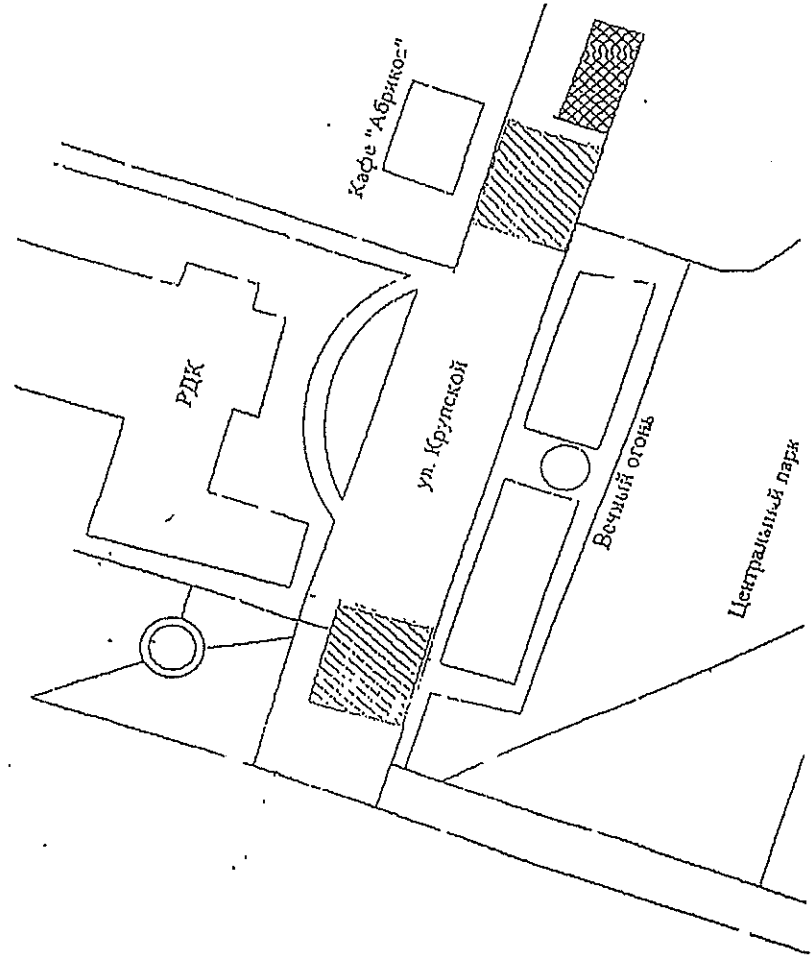 Кафе "Абрикос"
РДК
ул. Крупской
Вечный огонь
Центральный парк